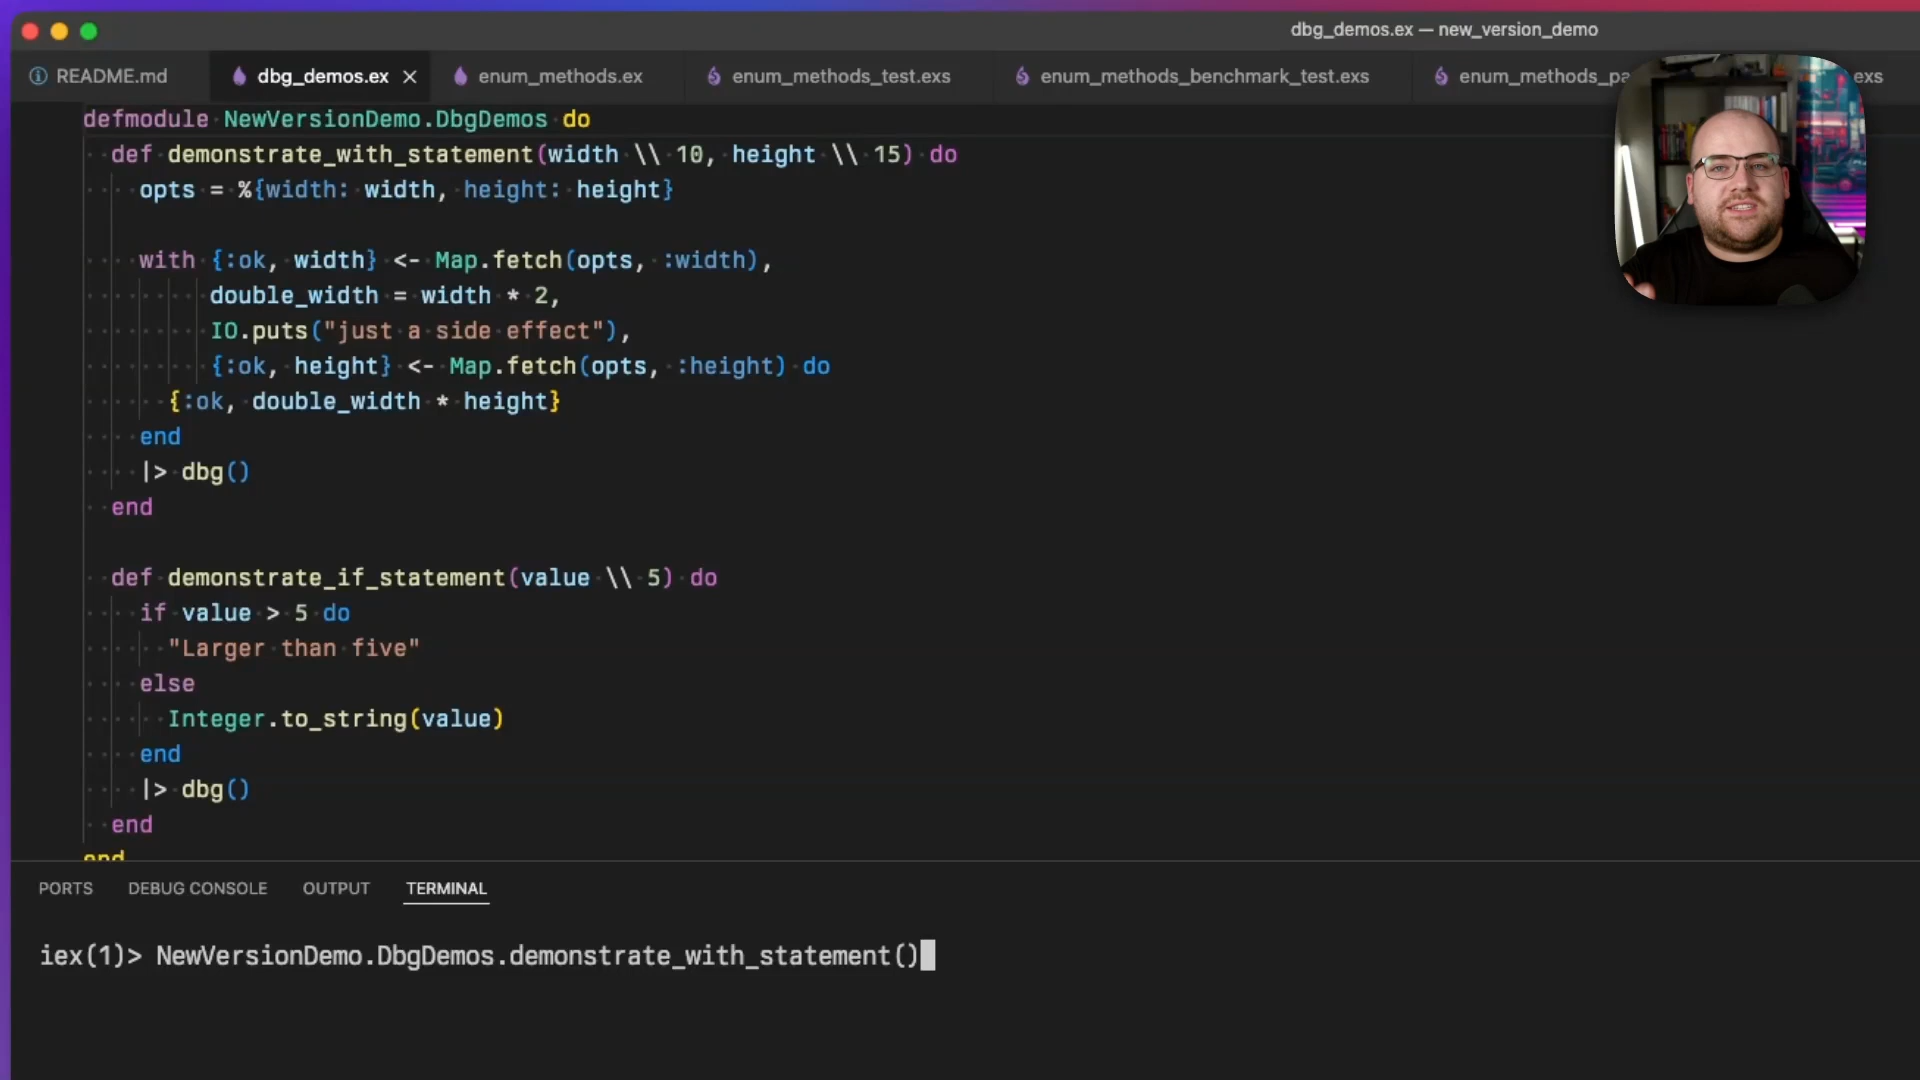 dbg_demos.ex — new_version_demo
README.md dbg_demos.ex enum_methods.ex enum_methods_test.exs enum_methods_benchmark_test.exs enum_methods_pa exs
defmodule NewVersionDemo.DbgDemos do
def demonstrate_with_statement(width \\ 10, height \\ 15) do
opts = %{width: width, height: height}
with {:ok, width} <- Map.fetch(opts, :width),
double_width = width * 2,
IO.puts("just a side effect"),
{:ok, height} <- Map.fetch(opts, :height) do
{:ok, double_width * height}
end
|> dbg()
end
def demonstrate_if_statement(value \\ 5) do
if value > 5 do
"Larger than five"
else
Integer.to_string(value)
end
|> dbg()
end
end
PORTS DEBUG CONSOLE OUTPUT TERMINAL
iex(1)> NewVersionDemo.DbgDemos.demonstrate_with_statement()